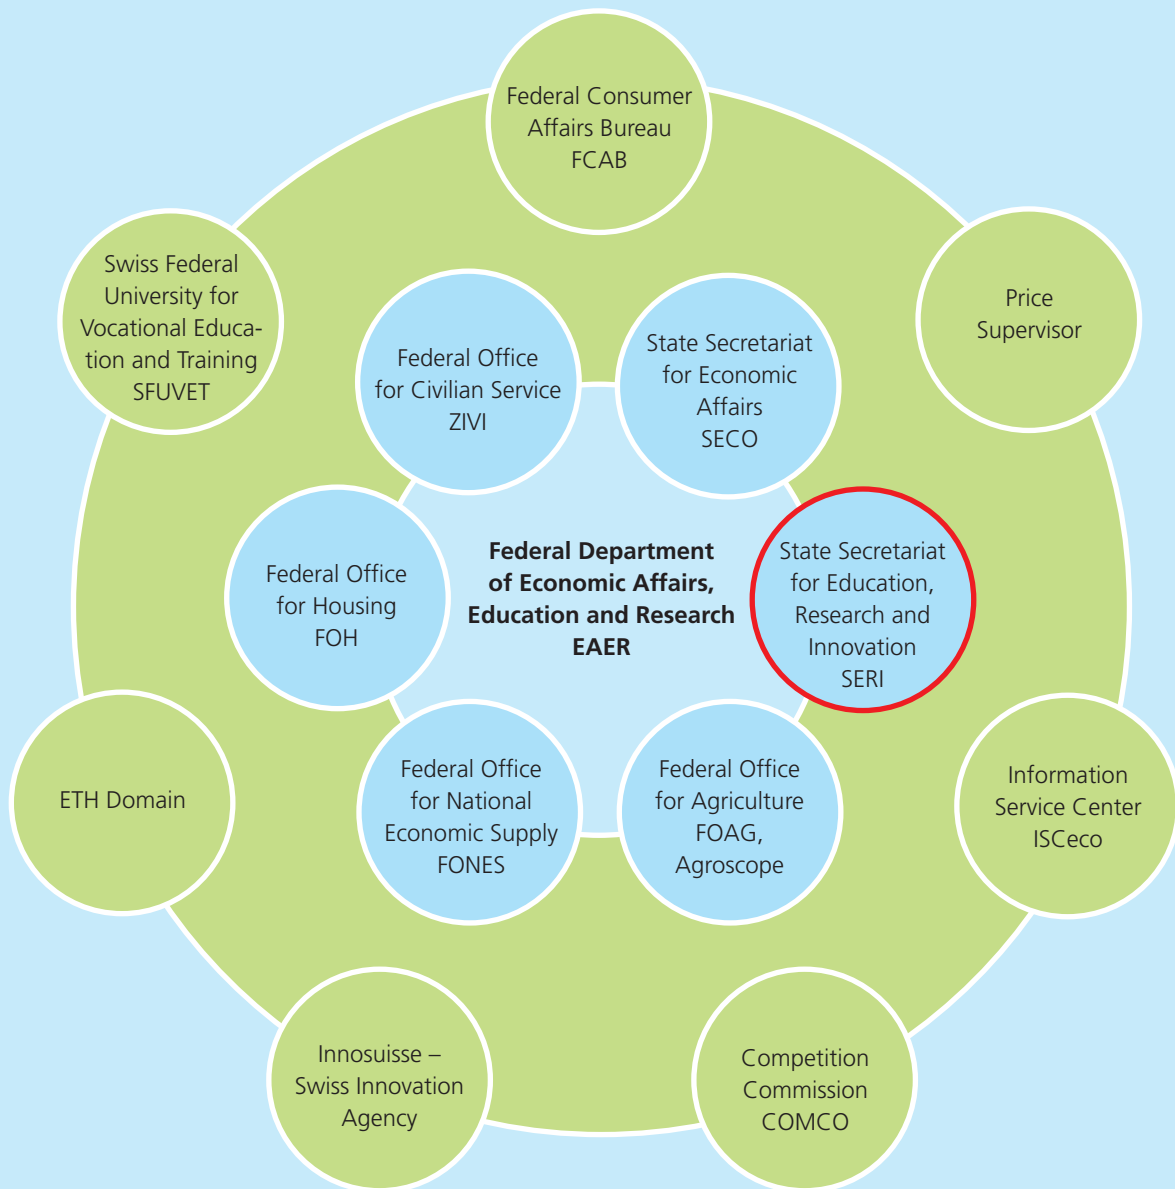 Federal Consumer
Affairs Bureau
FCAB
Swiss Federal
University for
Vocational Educa-
tion and Training
SFUVET
Price
Supervisor
Federal Office
for Civilian Service
ZIVI
State Secretariat
for Economic
Affairs
SECO
Federal Office
for Housing
FOH
Federal Department
of Economic Affairs,
Education and Research
EAER
State Secretariat
for Education,
Research and
Innovation
SERI
ETH Domain
Federal Office
for National
Economic Supply
FONES
Federal Office
for Agriculture
FOAG,
Agroscope
Information
Service Center
ISCeco
Innosuisse –
Swiss Innovation
Agency
Competition
Commission
COMCO